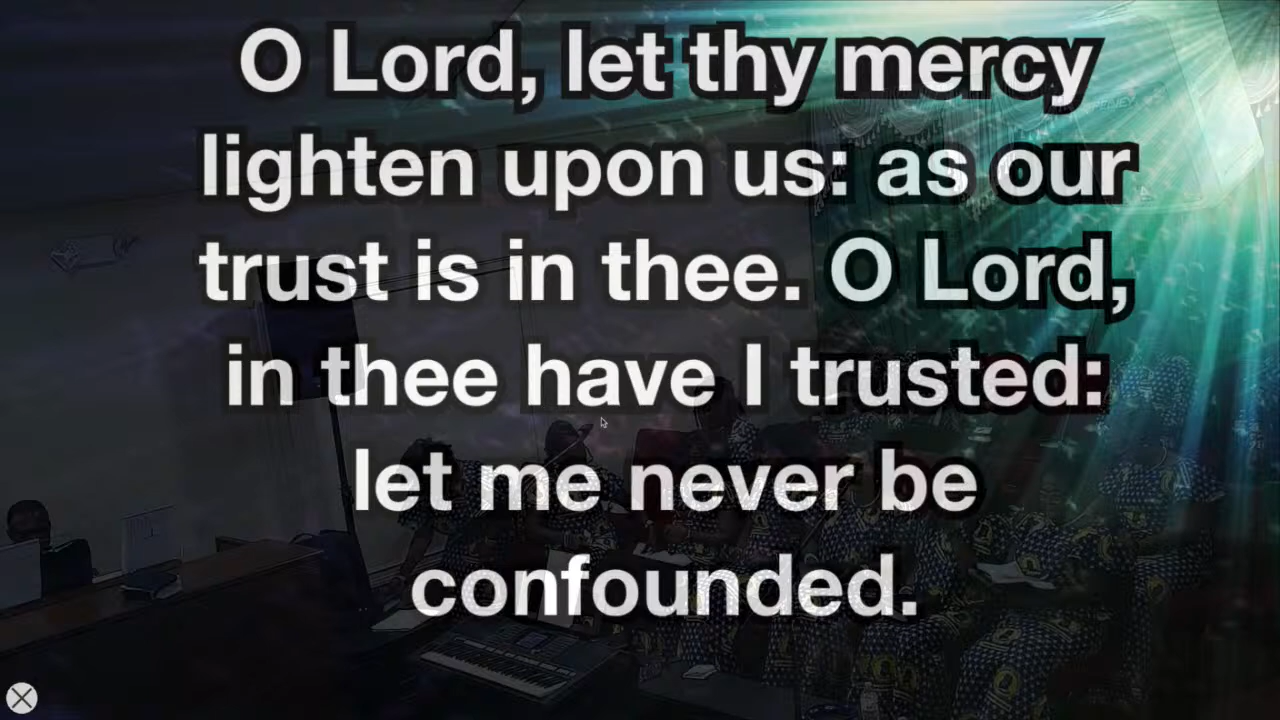 O Lord, let thy mercy
lighten upon us: as our
trust is in thee. O Lord,
in thee have I trusted:
let me never be
confounded.